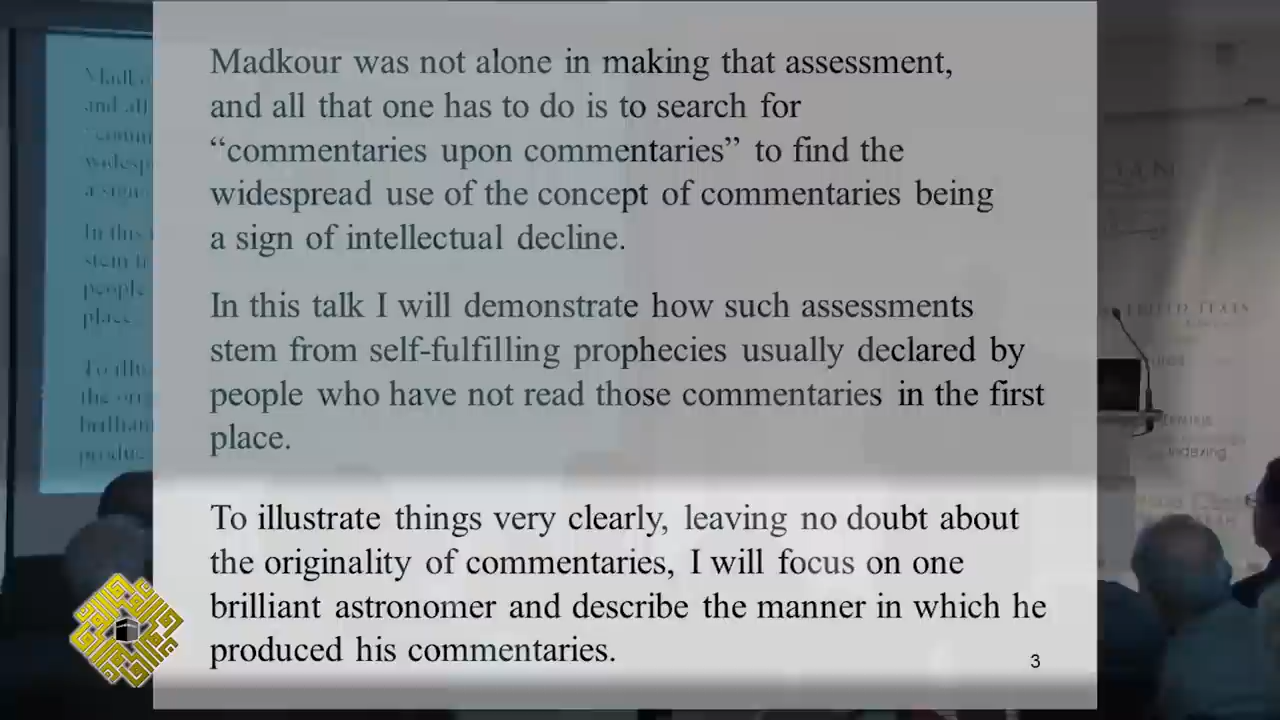 Madkour was not alone in making that assessment,
and all that one has to do is to search for
“commentaries upon commentaries” to find the
widespread use of the concept of commentaries being
a sign of intellectual decline.
In this talk I will demonstrate how such assessments
stem from self-fulfilling prophecies usually declared by
people who have not read those commentaries in the first
place.
To illustrate things very clearly, leaving no doubt about
the originality of commentaries, I will focus on one
brilliant astronomer and describe the manner in which he
produced his commentaries.
3
Indexing